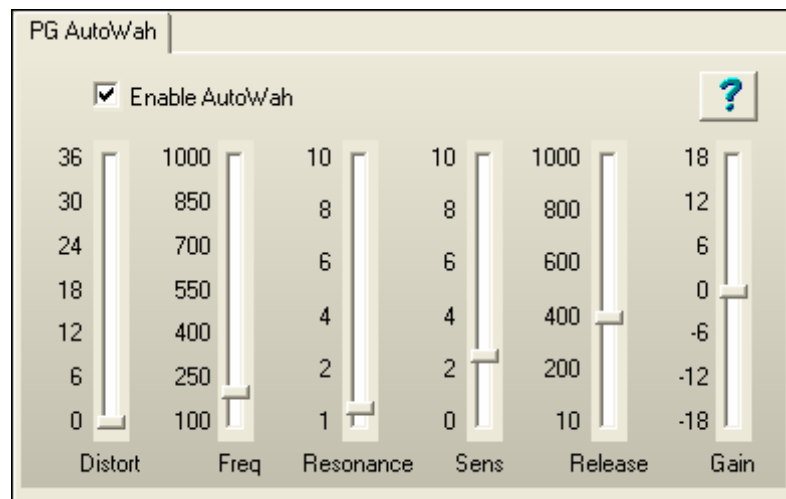 PG AutoWah
Enable AutoWah
?
36 1000 10 10 1000 18
30 850 8 8 800 12
24 700 6 6 600 6
18 550 4 4 400 0
12 400 2 2 200 -6
6 250 1 0 10 -12
0 100 -18
Distort Freq Resonance Sens Release Gain